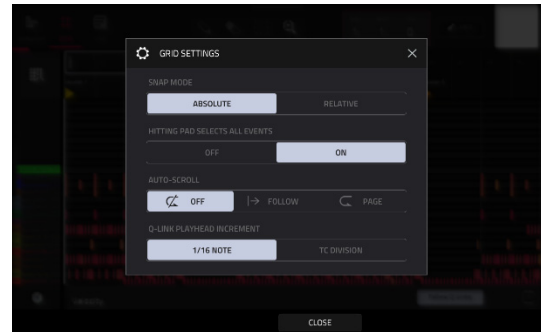 GRID SETTINGS
SNAP MODE
ABSOLUTE RELATIVE
HITTING PAD SELECTS ALL EVENTS
OFF ON
AUTO-SCROLL
OFF FOLLOW PAGE
Q-LINK PLAYHEAD INCREMENT
1/16 NOTE TC DIVISION
CLOSE